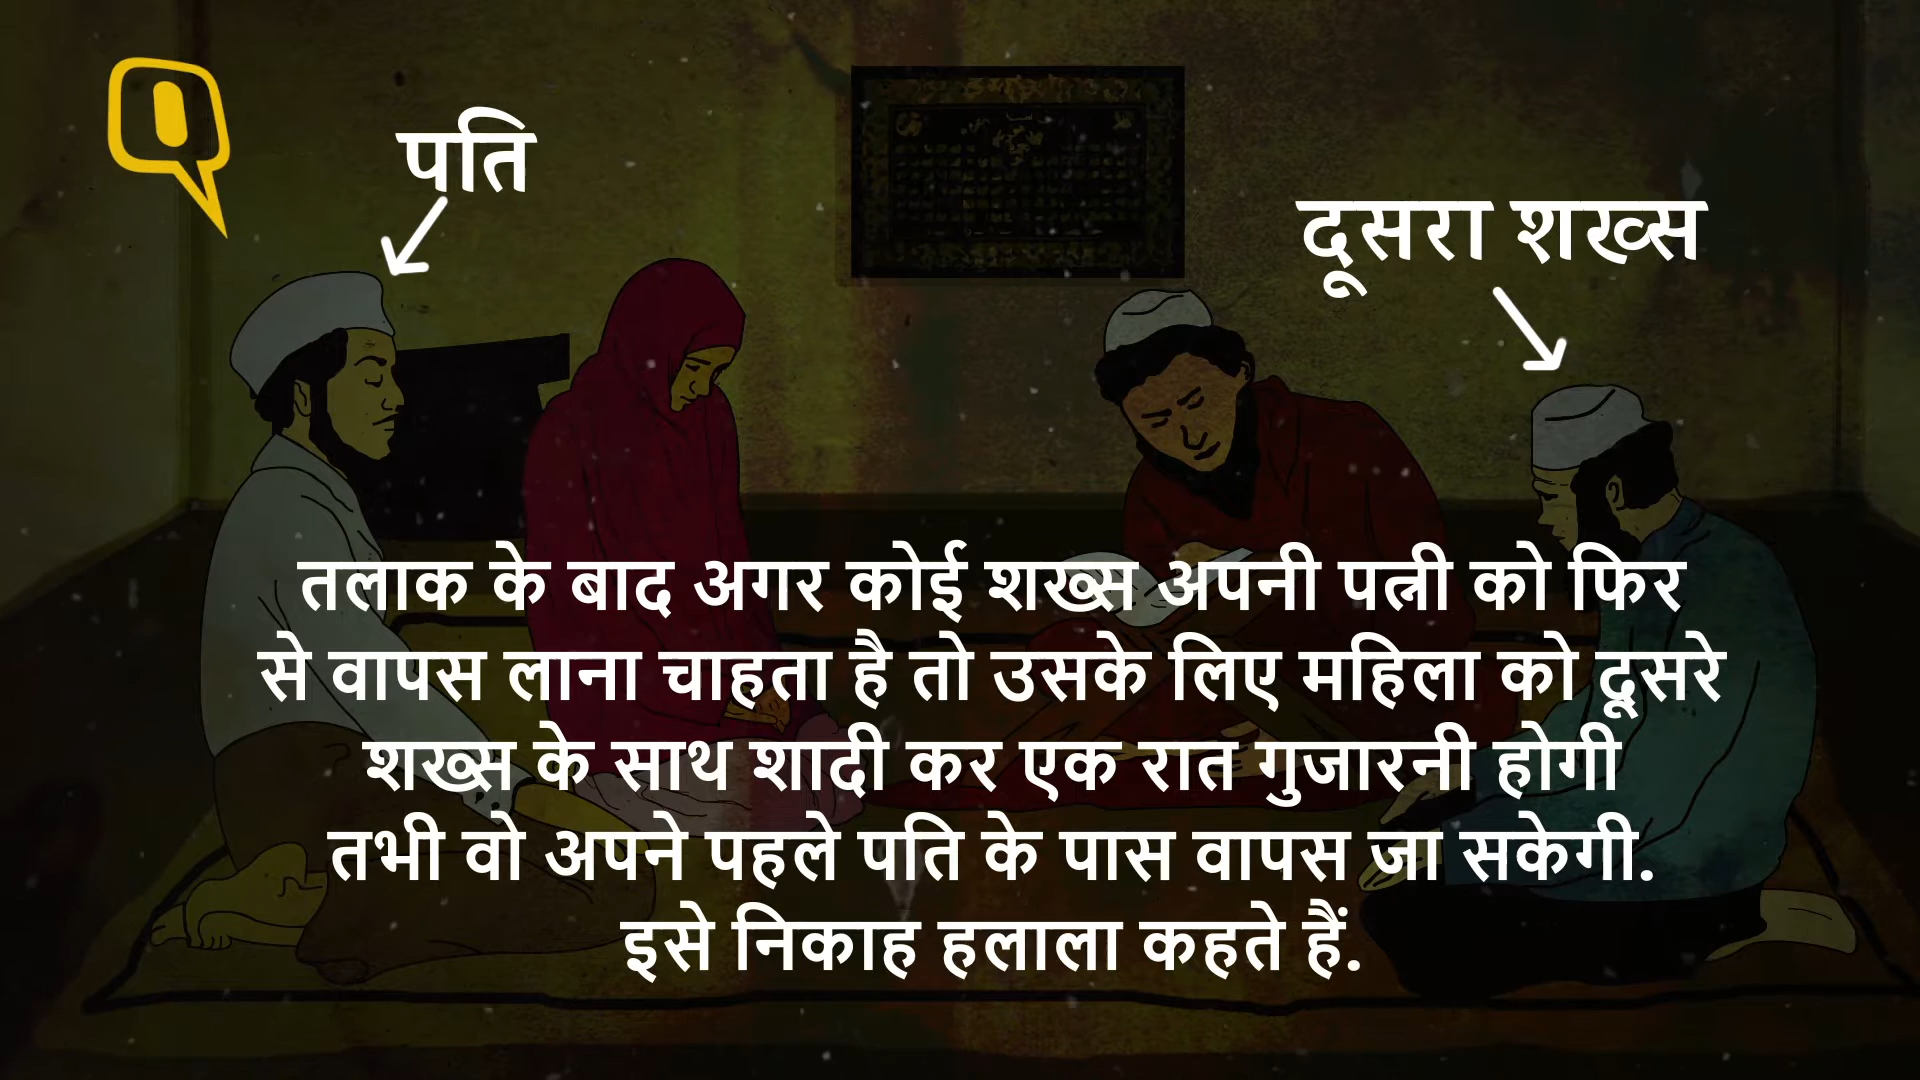 पति
दूसरा शख्स
तलाक के बाद अगर कोई शख्स अपनी पत्नी को फिर
से वापस लाना चाहता है तो उसके लिए महिला को दूसरे
शख्स के साथ शादी कर एक रात गुजारनी होगी
तभी वो अपने पहले पति के पास वापस जा सकेगी.
इसे निकाह हलाला कहते हैं.